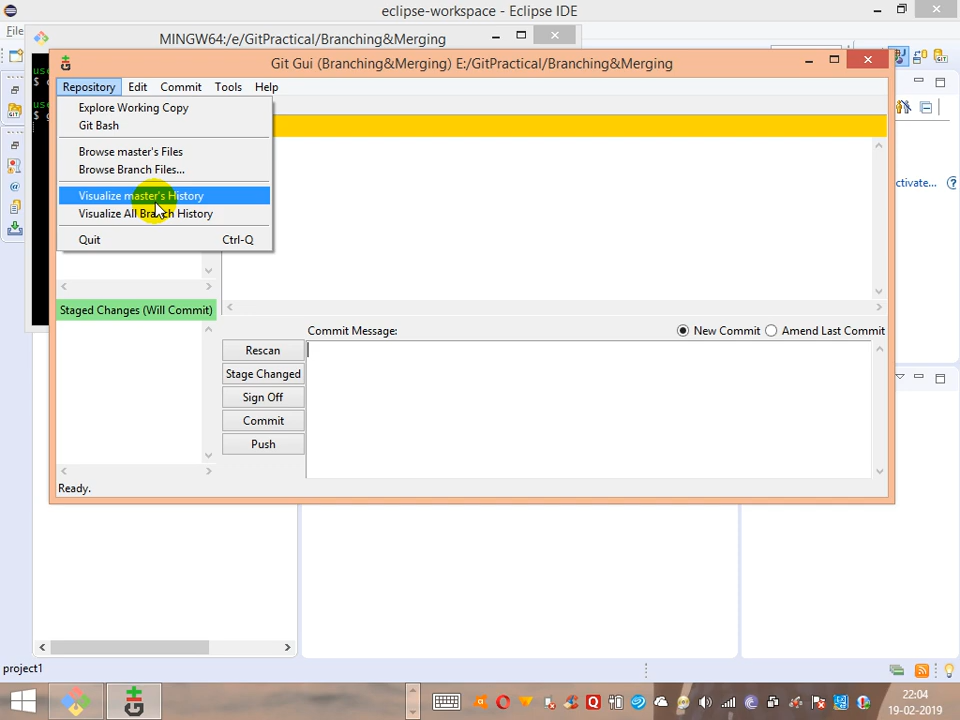 eclipse-workspace - Eclipse IDE
File
MINGW64:/e/GitPractical/Branching&Merging
Git Gui (Branching&Merging) E:/GitPractical/Branching&Merging
Repository Edit Commit Tools Help
Explore Working Copy
Git Bash
Browse master's Files
Browse Branch Files...
Visualize master's History
Visualize All Branch History
Quit Ctrl-Q
ctivate...
Staged Changes (Will Commit)
Commit Message:
New Commit Amend Last Commit
Rescan
Stage Changed
Sign Off
Commit
Push
Ready.
project1
22:04
19-02-2019